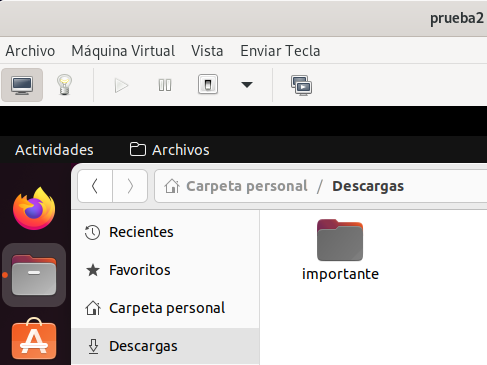 prueba2
Archivo Máquina Virtual Vista Enviar Tecla
Actividades Archivos
Carpeta personal / Descargas
Recientes
Favoritos
Carpeta personal
Descargas
importante